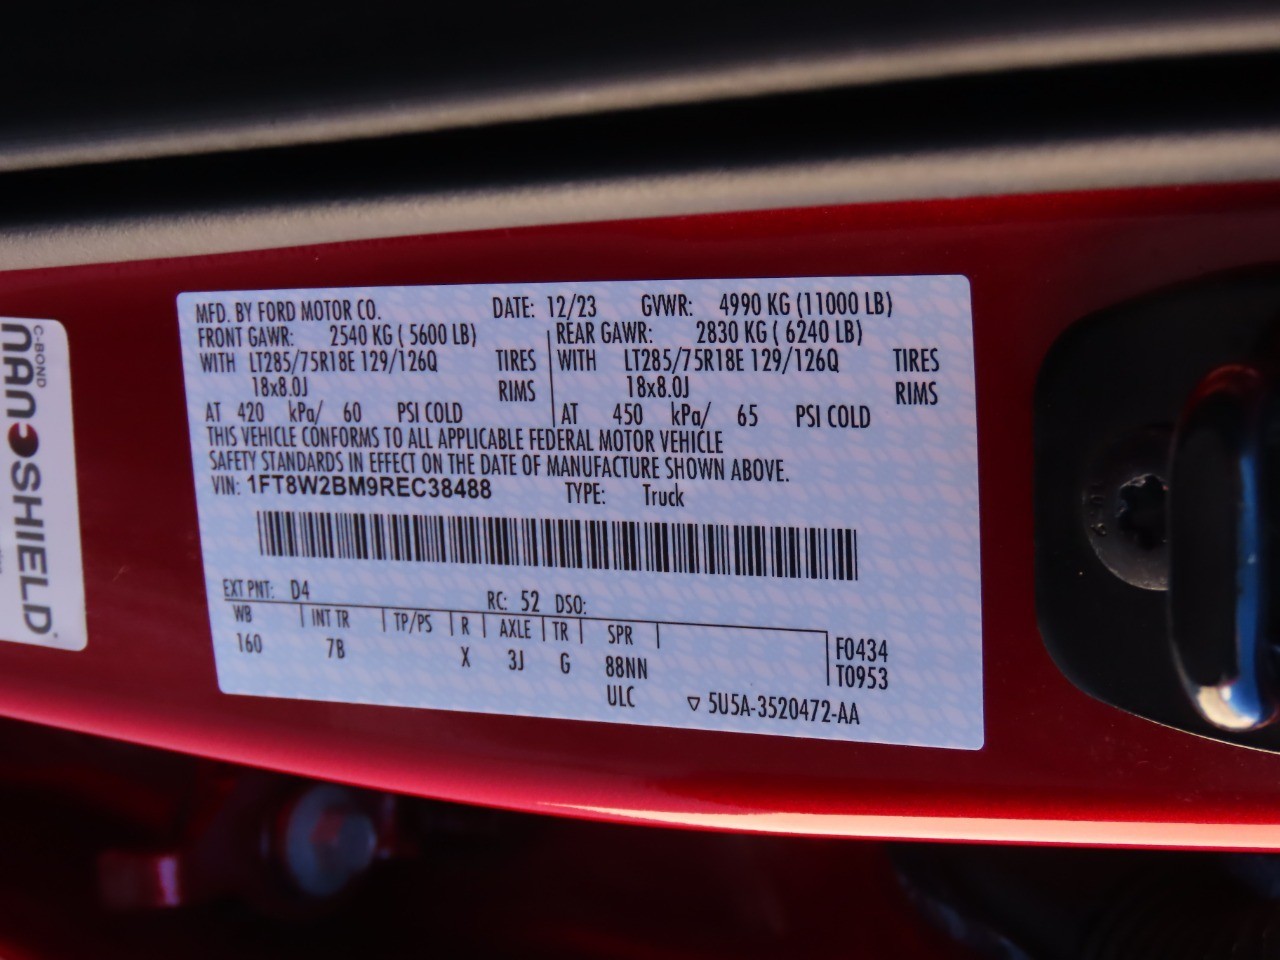 C-BOND
NANOSHIELD
MFD. BY FORD MOTOR CO. DATE: 12/23 GVWR: 4990 KG (11000 LB)
FRONT GAWR: 2540 KG ( 5600 LB) REAR GAWR: 2830 KG ( 6240 LB)
WITH LT285/75R18E 129/126Q TIRES WITH LT285/75R18E 129/126Q TIRES
18x8.0J RIMS 18x8.0J RIMS
AT 420 kPa/ 60 PSI COLD AT 450 kPa/ 65 PSI COLD
THIS VEHICLE CONFORMS TO ALL APPLICABLE FEDERAL MOTOR VEHICLE
SAFETY STANDARDS IN EFFECT ON THE DATE OF MANUFACTURE SHOWN ABOVE.
VIN: 1FT8W2BM9REC38488 TYPE: Truck
EXT PNT: D4 RC: 52 DSO:
WB INT TR TP/PS R AXLE TR SPR F0434
160 7B X 3J G 88NN T0953
ULC 5U5A-3520472-AA